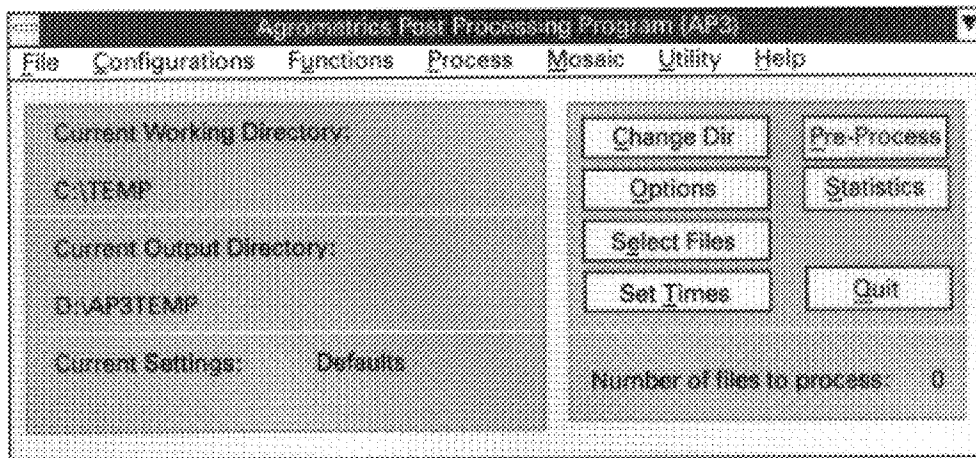 Agrometrics Post Processing Program (AP3)
File Configurations Functions Process Mosaic Utility Help
Current Working Directory:
C:\TEMP
Current Output Directory:
D:\AP3TEMP
Current Settings: Defaults
Change Dir Pre-Process
Options Statistics
Select Files
Set Times Quit
Number of files to process: 0